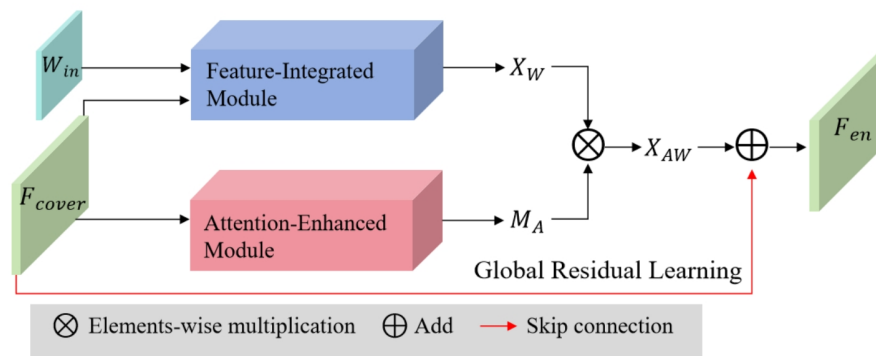 W_in
Feature-Integrated
Module
X_W
F_cover
Attention-Enhanced
Module
M_A
X_AW
F_en
Global Residual Learning
Elements-wise multiplication
Add
Skip connection